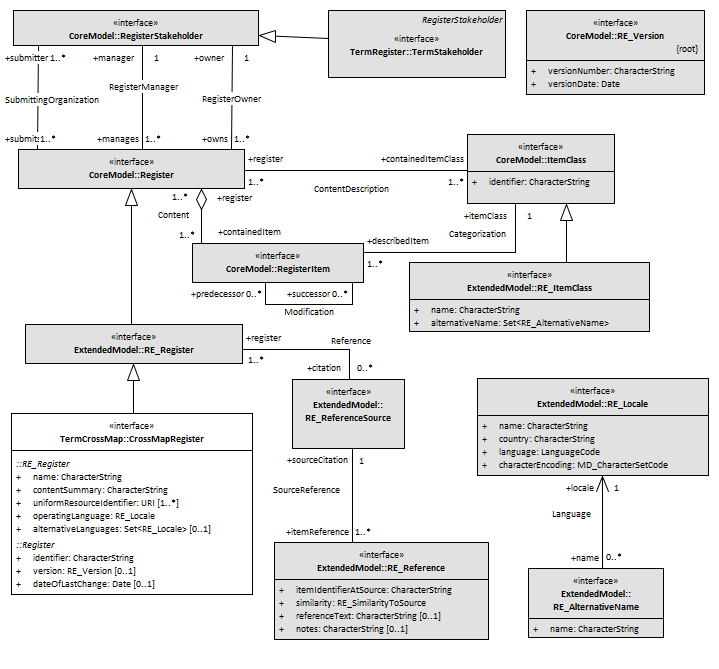 «interface»
CoreModel::RegisterStakeholder
RegisterStakeholder
«interface»
TermRegister::TermStakeholder
«interface»
CoreModel::RE_Version
{root}
+ versionNumber: CharacterString
+ versionDate: Date
+submitter 1..*
+manager 1
+owner 1
SubmittingOrganization
RegisterManager
RegisterOwner
+submits 1..*
+manages 1..*
+owns 1..*
«interface»
CoreModel::Register
+register
1..*
ContentDescription
+containedItemClass
1..*
«interface»
CoreModel::ItemClass
+ identifier: CharacterString
1..*
+register
Content
1..*
+containedItem
+itemClass 1
Categorization
+describedItem
1..*
«interface»
CoreModel::RegisterItem
+predecessor 0..*
+successor 0..*
Modification
«interface»
ExtendedModel::RE_ItemClass
+ name: CharacterString
+ alternativeName: Set<RE_AlternativeName>
«interface»
ExtendedModel::RE_Register
+register
1..*
Reference
+citation 0..*
«interface»
ExtendedModel::
RE_ReferenceSource
«interface»
TermCrossMap::CrossMapRegister
::RE_Register
+ name: CharacterString
+ contentSummary: CharacterString
+ uniformResourceIdentifier: URI [1..*]
+ operatingLanguage: RE_Locale
+ alternativeLanguages: Set<RE_Locale> [0..1]
::Register
+ identifier: CharacterString
+ version: RE_Version [0..1]
+ dateOfLastChange: Date [0..1]
+sourceCitation 1
SourceReference
+itemReference 1..*
«interface»
ExtendedModel::RE_Reference
+ itemIdentifierAtSource: CharacterString
+ similarity: RE_SimilarityToSource
+ referenceText: CharacterString [0..1]
+ notes: CharacterString [0..1]
«interface»
ExtendedModel::RE_Locale
+ name: CharacterString
+ country: CharacterString
+ language: LanguageCode
+ characterEncoding: MD_CharacterSetCode
+locale 1
Language
+name 0..*
«interface»
ExtendedModel::
RE_AlternativeName
+ name: CharacterString